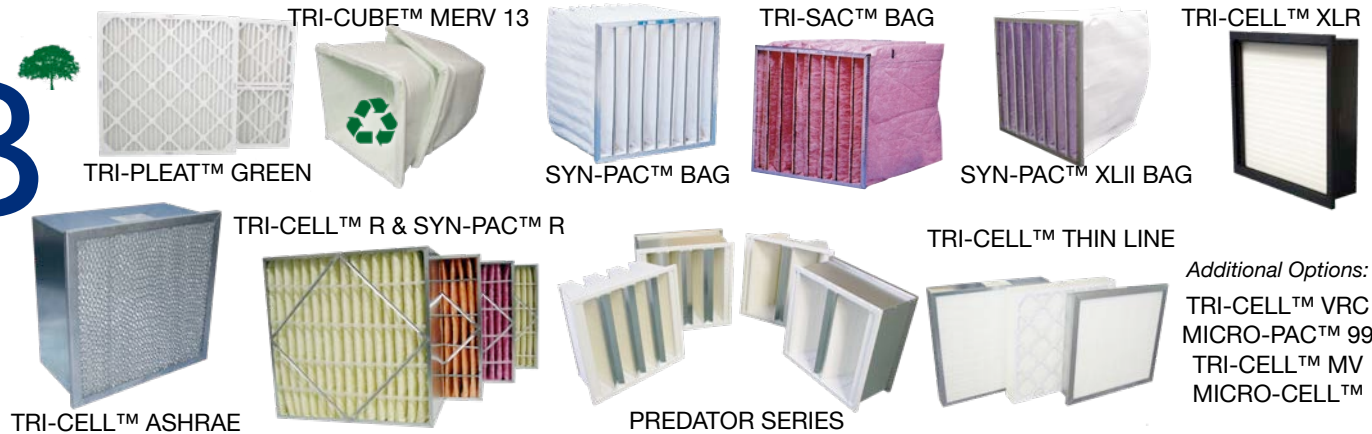 TRI-CUBE™ MERV 13
TRI-SAC™ BAG
TRI-CELL™ XLR
3
TRI-PLEAT™ GREEN
SYN-PAC™ BAG
SYN-PAC™ XLII BAG
TRI-CELL™ R & SYN-PAC™ R
TRI-CELL™ THIN LINE
Additional Options:
TRI-CELL™ VRC
MICRO-PAC™ 99
TRI-CELL™ MV
MICRO-CELL™
TRI-CELL™ ASHRAE
PREDATOR SERIES